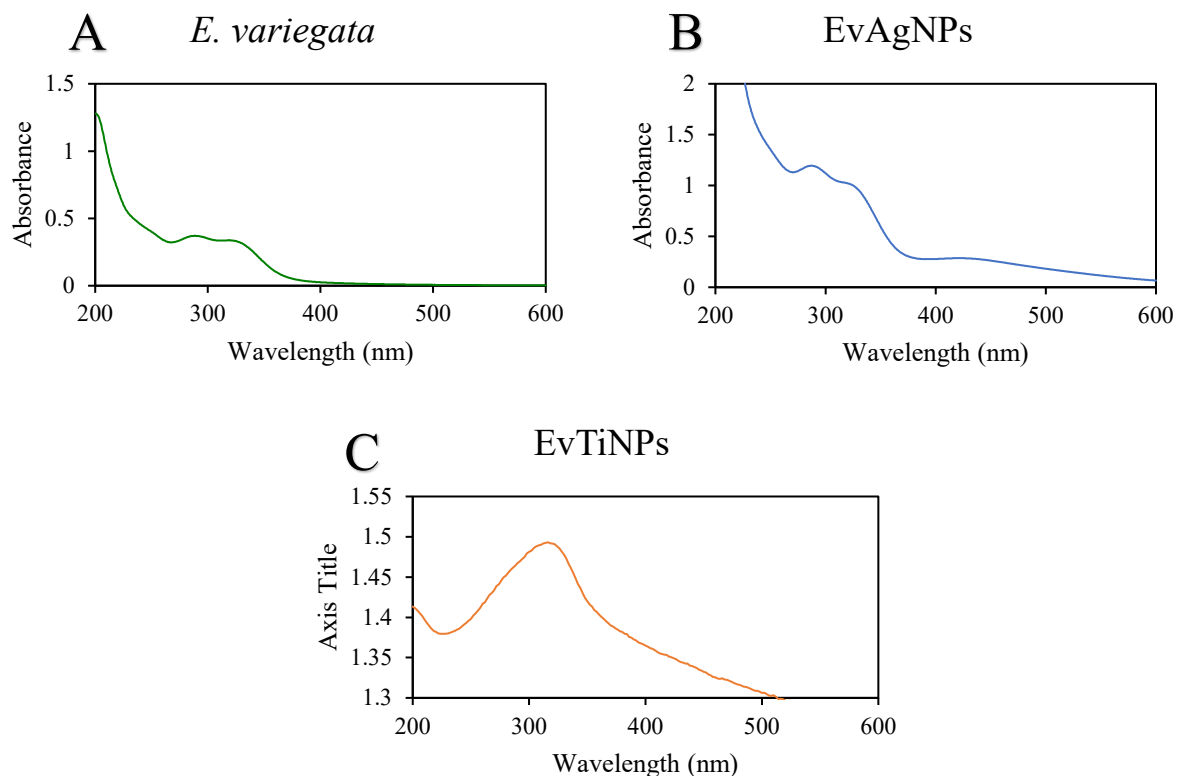 A
E. variegata
Absorbance
1.5
1
0.5
0
200 300 400 500 600
Wavelength (nm)
B
EvAgNPs
Absorbance
2
1.5
1
0.5
0
200 300 400 500 600
Wavelength (nm)
C
EvTiNPs
Axis Title
1.55
1.5
1.45
1.4
1.35
1.3
200 300 400 500 600
Wavelength (nm)